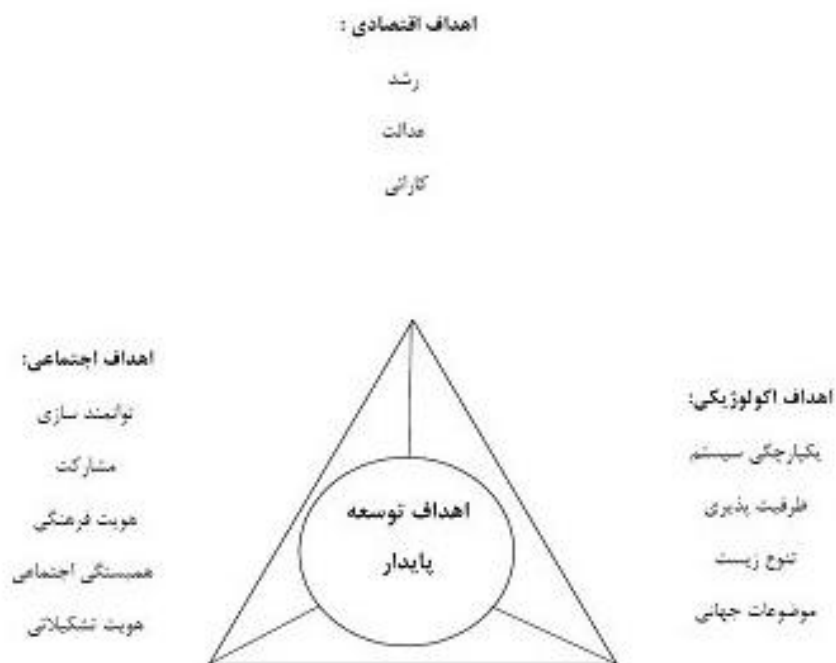 اهداف اقتصادی :
رشد
عدالت
کارائی
اهداف اجتماعی:
توانمند سازی
مشارکت
هویت فرهنگی
همبستگی اجتماعی
هویت تشکیلاتی
اهداف اکولوژیکی:
یکپارچگی سیستم
ظرفیت پذیری
تنوع زیست
موضوعات جهانی
اهداف توسعه
پایدار